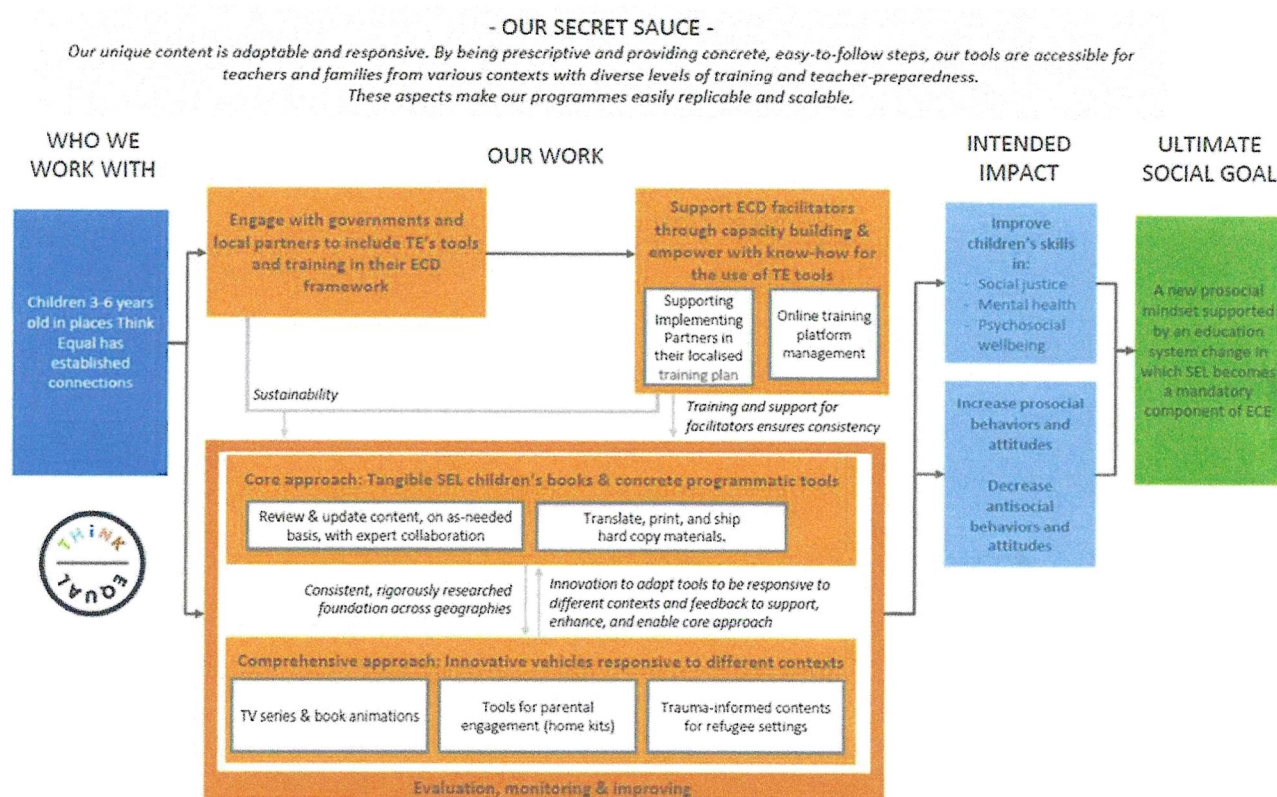 - OUR SECRET SAUCE -
Our unique content is adaptable and responsive. By being prescriptive and providing concrete, easy-to-follow steps, our tools are accessible for
teachers and families from various contexts with diverse levels of training and teacher-preparedness.
These aspects make our programmes easily replicable and scalable.
WHO WE
WORK WITH
OUR WORK
INTENDED
IMPACT
ULTIMATE
SOCIAL GOAL
Children 3-6 years
old in places Think
Equal has
established
connections
Engage with governments and
local partners to include TE's tools
and training in their ECD
framework
Support ECD facilitators
through capacity building &
empower with know-how for
the use of TE tools
Supporting
Implementing
Partners in
their localised
training plan
Online training
platform
management
Sustainability
Training and support for
facilitators ensures consistency
Core approach: Tangible SEL children's books & concrete programmatic tools
Review & update content, on as-needed
basis, with expert collaboration
Translate, print, and ship
hard copy materials.
Consistent, rigorously researched
foundation across geographies
Innovation to adapt tools to be responsive to
different contexts and feedback to support,
enhance, and enable core approach
Comprehensive approach: Innovative vehicles responsive to different contexts
TV series & book animations
Tools for parental
engagement (home kits)
Trauma-informed contents
for refugee settings
Evaluation, monitoring & improving
Improve
children's skills
in:
- Social justice
- Mental health
- Psychosocial
wellbeing
Increase prosocial
behaviors and
attitudes
Decrease
antisocial
behaviors and
attitudes
A new prosocial
mindset supported
by an education
system change in
which SEL becomes
a mandatory
component of ECE
THiNK
EQUAL